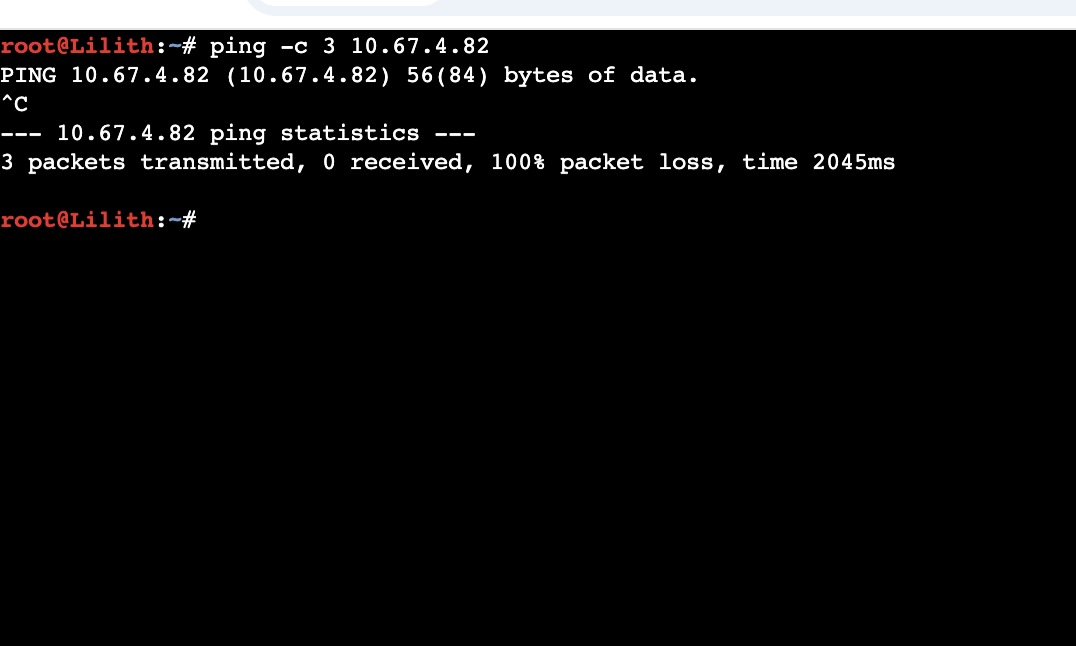 root@Lilith:~# ping -c 3 10.67.4.82
PING 10.67.4.82 (10.67.4.82) 56(84) bytes of data.
^C
--- 10.67.4.82 ping statistics ---
3 packets transmitted, 0 received, 100% packet loss, time 2045ms
root@Lilith:~#